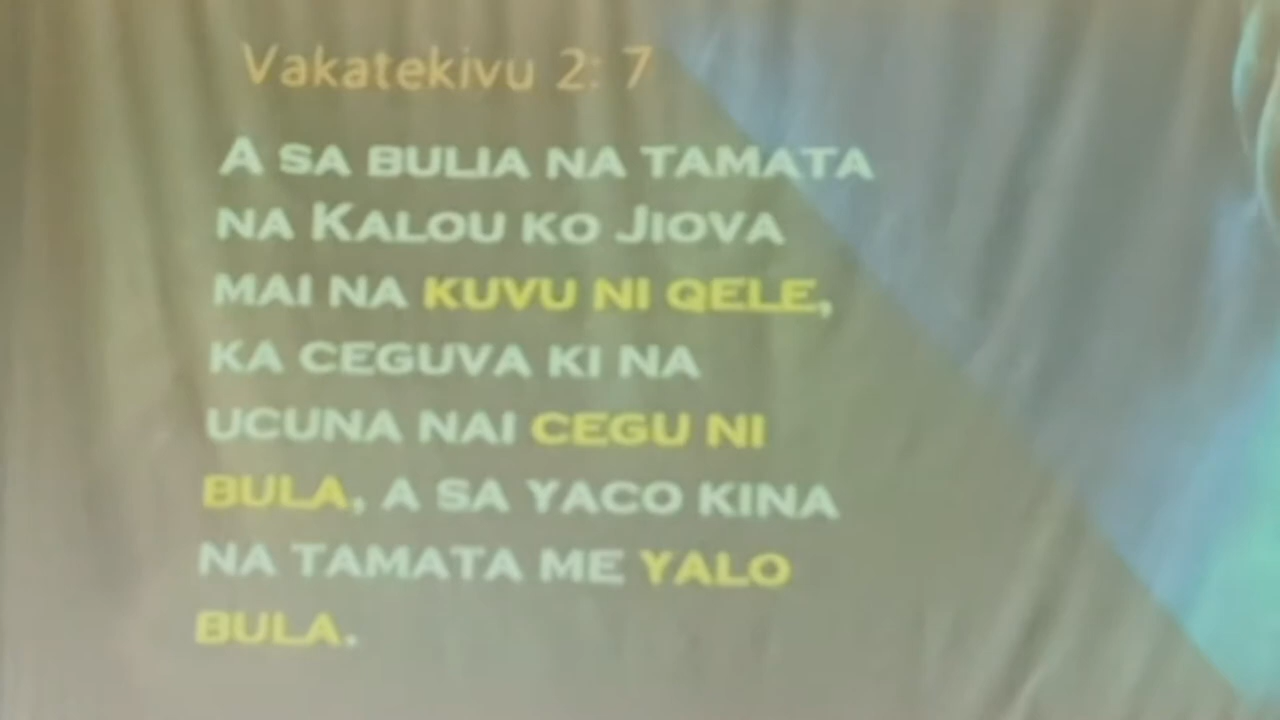 Vakatekivu 2: 7
A SA BULIA NA TAMATA
NA KALOU KO JIOVA
MAI NA KUVU NI QELE,
KA CEGUVA KI NA
UCUNA NAI CEGU NI
BULA, A SA YACO KINA
NA TAMATA ME YALO
BULA.